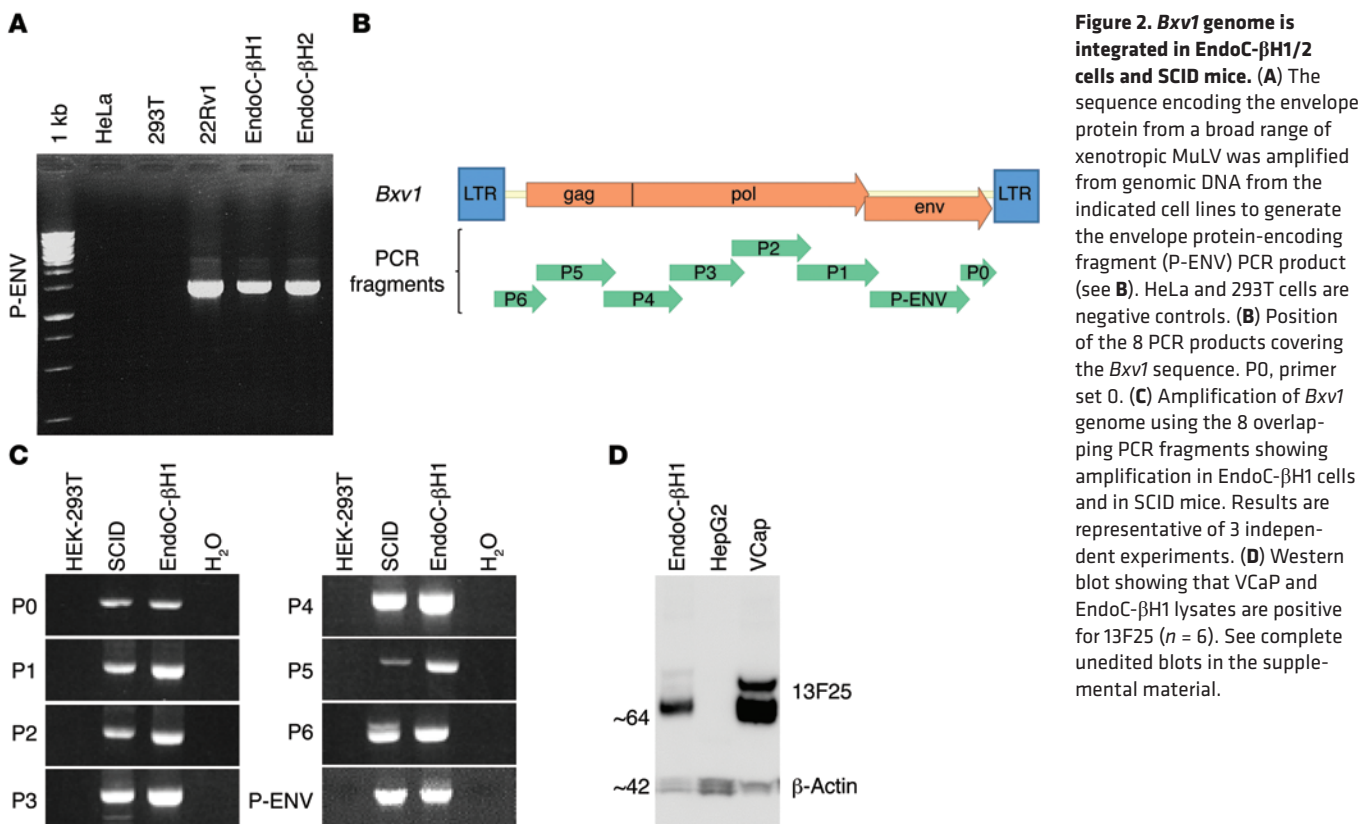 A
1 kb
HeLa
293T
22Rv1
EndoC-βH1
EndoC-βH2
P-ENV
B
Bxv1
LTR
gag
pol
env
LTR
PCR
fragments
P6
P5
P4
P3
P2
P1
P-ENV
P0
C
HEK-293T
SCID
EndoC-βH1
H2O
P0
P1
P2
P3
HEK-293T
SCID
EndoC-βH1
H2O
P4
P5
P6
P-ENV
D
EndoC-βH1
HepG2
VCap
13F25
~64
~42
β-Actin
Figure 2. Bxv1 genome is
integrated in EndoC-βH1/2
cells and SCID mice. (A) The
sequence encoding the envelope
protein from a broad range of
xenotropic MuLV was amplified
from genomic DNA from the
indicated cell lines to generate
the envelope protein-encoding
fragment (P-ENV) PCR product
(see B). HeLa and 293T cells are
negative controls. (B) Position
of the 8 PCR products covering
the Bxv1 sequence. P0, primer
set 0. (C) Amplification of Bxv1
genome using the 8 overlap-
ping PCR fragments showing
amplification in EndoC-βH1 cells
and in SCID mice. Results are
representative of 3 indepen-
dent experiments. (D) Western
blot showing that VCaP and
EndoC-βH1 lysates are positive
for 13F25 (n = 6). See complete
unedited blots in the supple-
mental material.